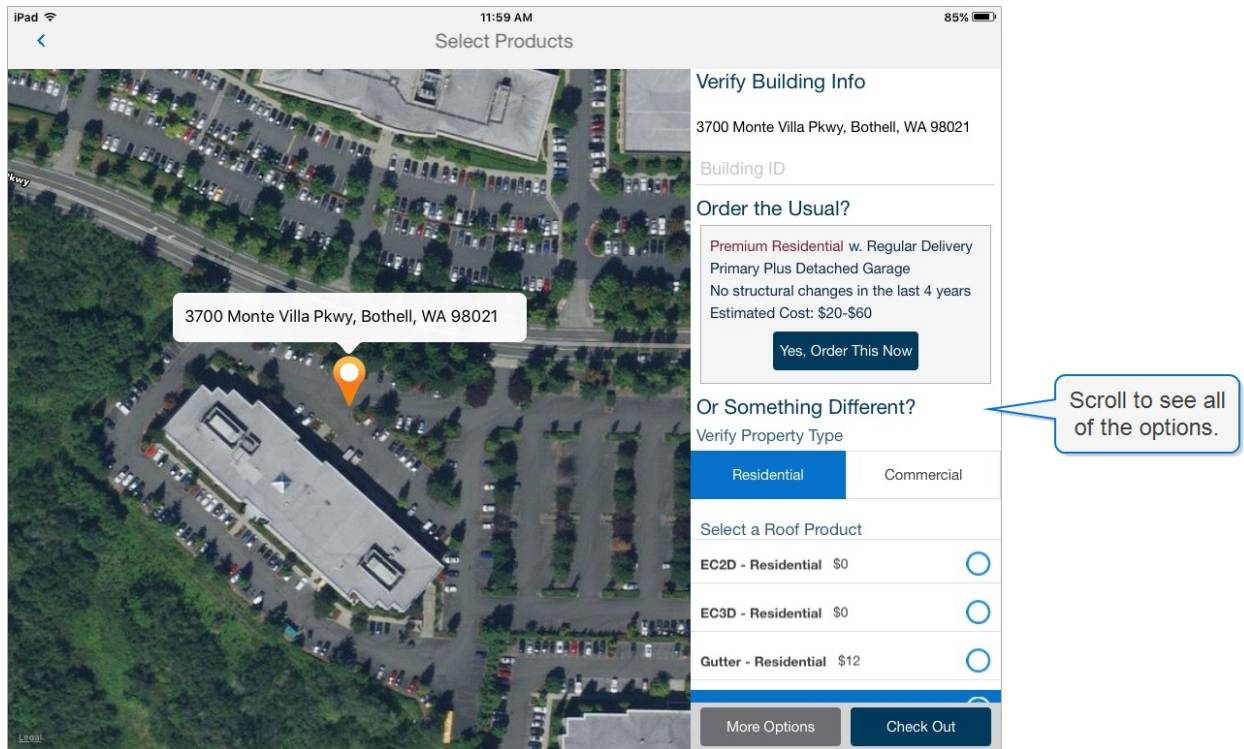 iPad 11:59 AM 85%
Select Products
kwy
3700 Monte Villa Pkwy, Bothell, WA 98021
Legal
Verify Building Info
3700 Monte Villa Pkwy, Bothell, WA 98021
Building ID
Order the Usual?
Premium Residential w. Regular Delivery
Primary Plus Detached Garage
No structural changes in the last 4 years
Estimated Cost: $20-$60
Yes, Order This Now
Or Something Different?
Verify Property Type
Residential Commercial
Select a Roof Product
EC2D - Residential $0
EC3D - Residential $0
Gutter - Residential $12
More Options Check Out
Scroll to see all
of the options.